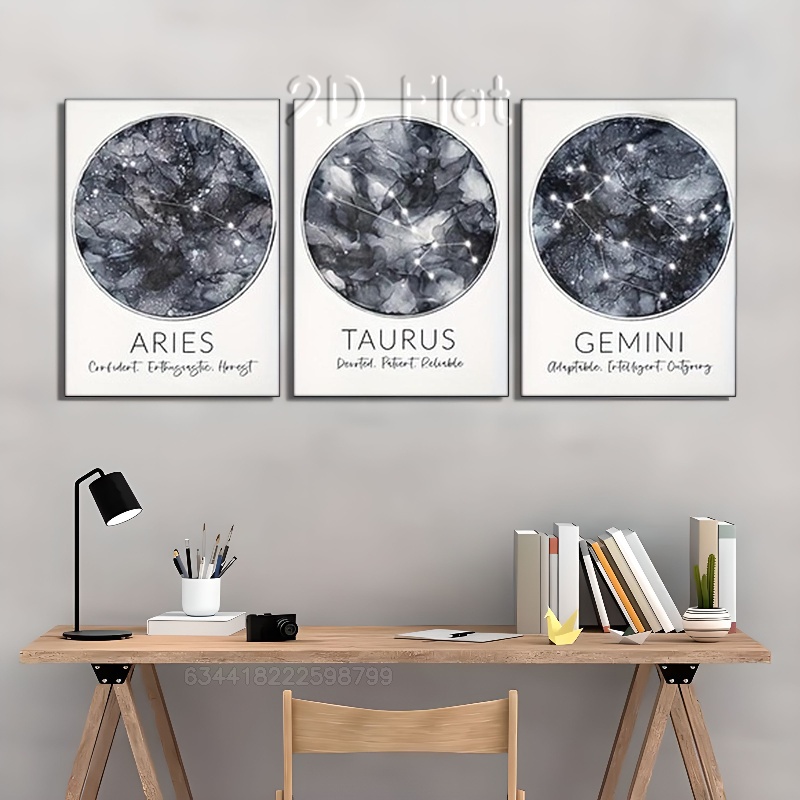 2D Flat
ARIES
Confident, Enthusiastic, Honest
TAURUS
Devoted, Patient, Reliable
GEMINI
Adaptable, Intelligent, Outgoing
634418222598799